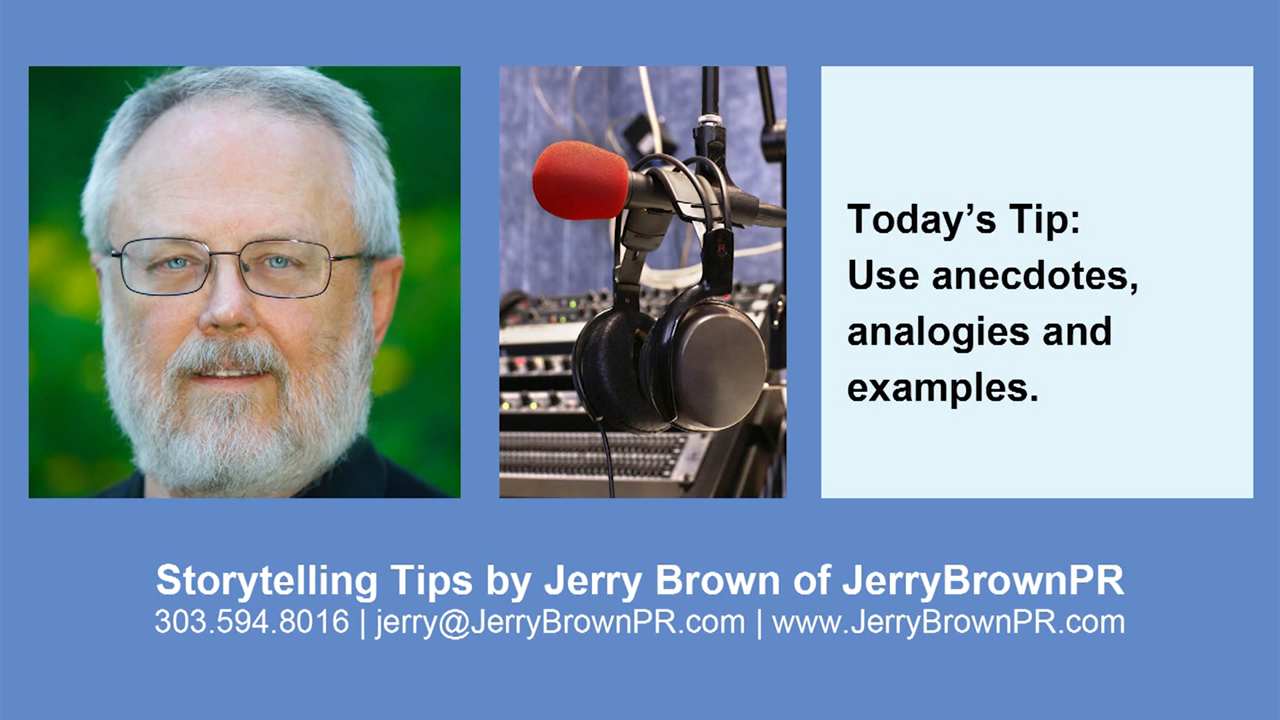 Today’s Tip:
Use anecdotes,
analogies and
examples.
Storytelling Tips by Jerry Brown of JerryBrownPR
303.594.8016 | jerry@JerryBrownPR.com | www.JerryBrownPR.com